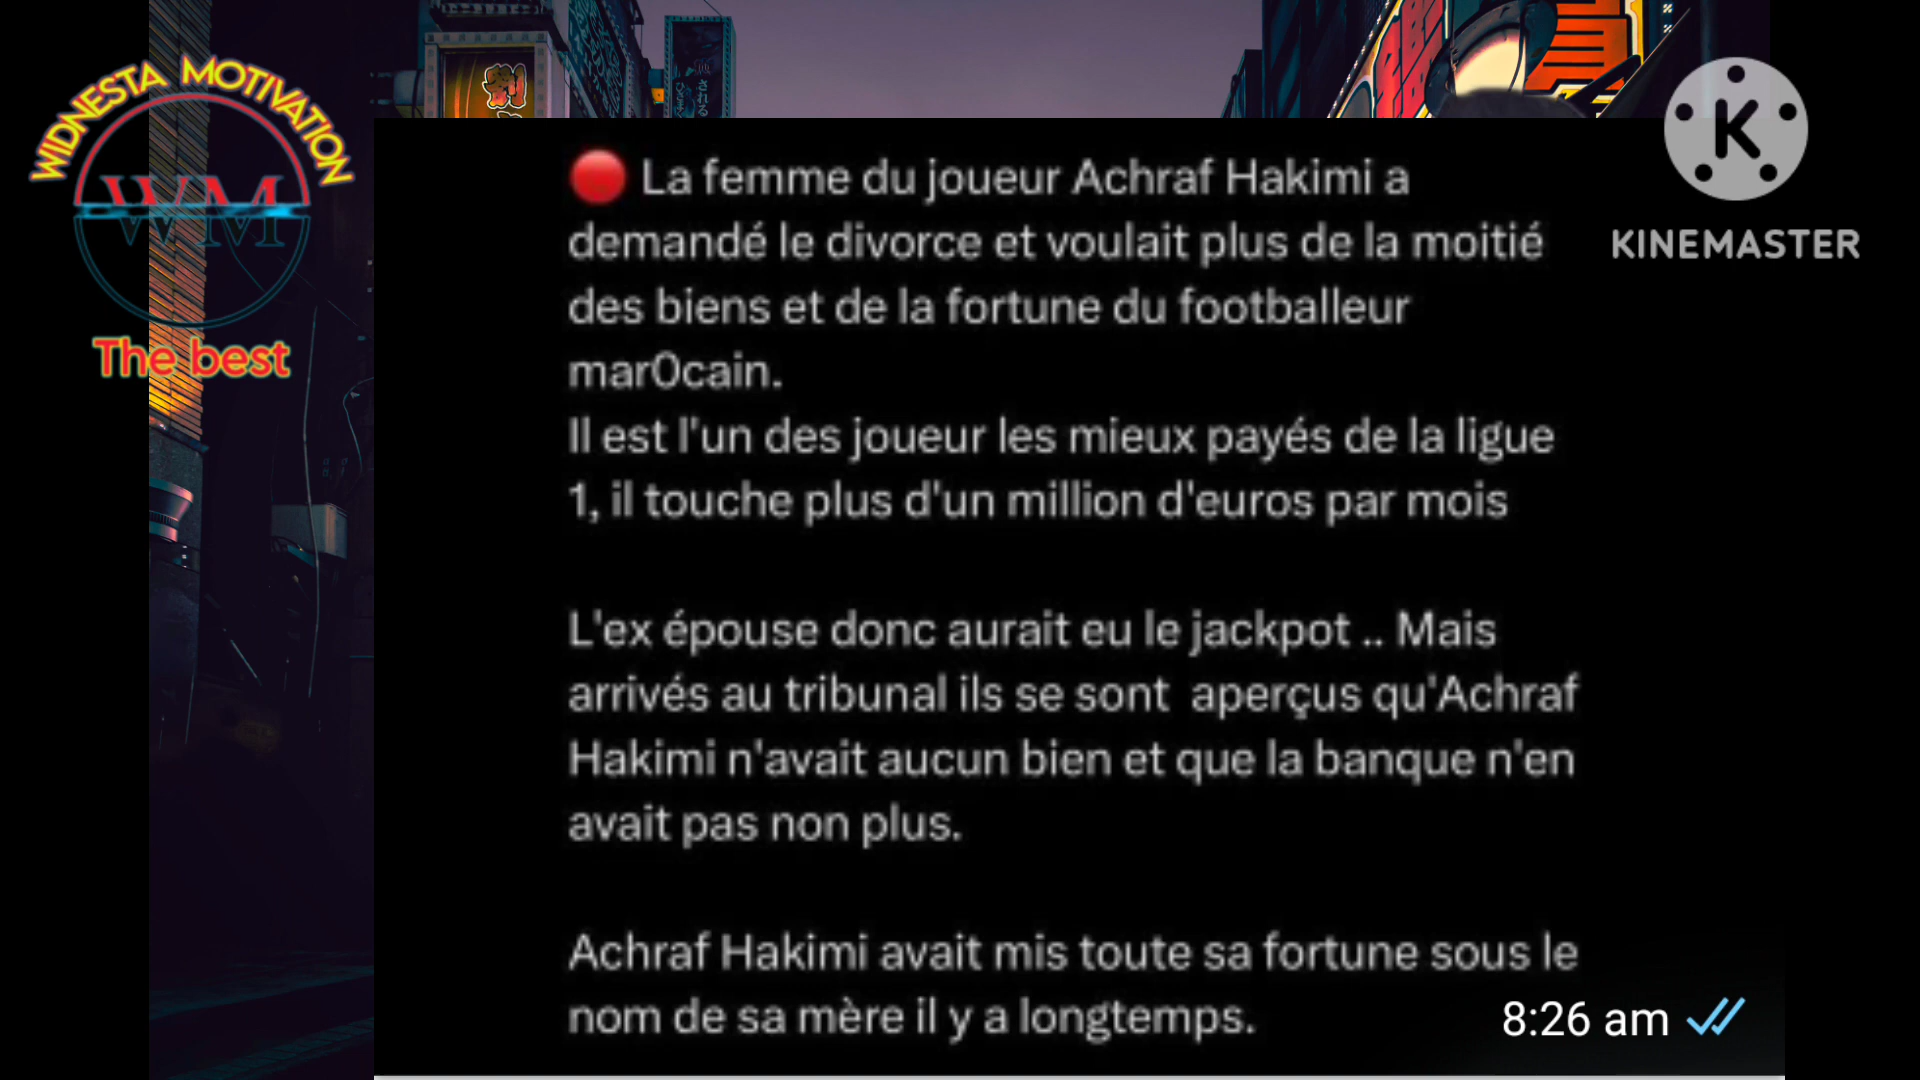 WIDNESTA MOTIVATION
WM
The best
K
KINEMASTER
🔴 La femme du joueur Achraf Hakimi a
demandé le divorce et voulait plus de la moitié
des biens et de la fortune du footballeur
mar0cain.
Il est l'un des joueur les mieux payés de la ligue
1, il touche plus d'un million d'euros par mois
L'ex épouse donc aurait eu le jackpot .. Mais
arrivés au tribunal ils se sont aperçus qu'Achraf
Hakimi n'avait aucun bien et que la banque n'en
avait pas non plus.
Achraf Hakimi avait mis toute sa fortune sous le
nom de sa mère il y a longtemps.
8:26 am